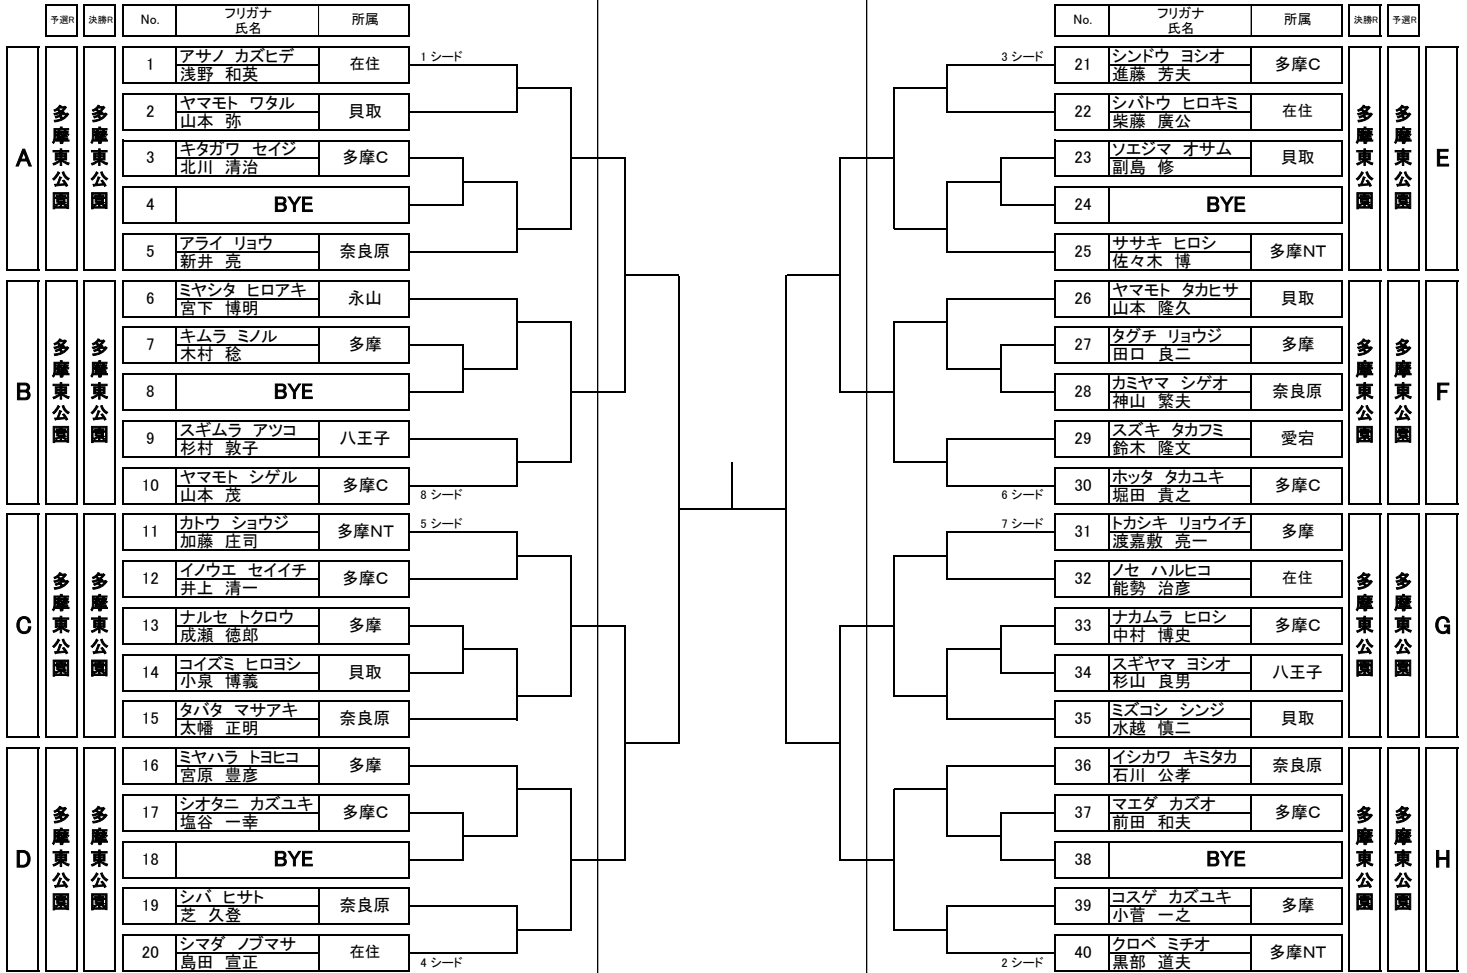 予選R 決勝R No. フリガナ 所属
氏名
A
多摩東公園 多摩東公園
1 アサノ カズヒデ 在住 1 シード
浅野 和英
2 ヤマモト ワタル 貝取
山本 弥
3 キタガワ セイジ 多摩C
北川 清治
4 BYE
5 アライ リョウ 奈良原
新井 亮
B
多摩東公園 多摩東公園
6 ミヤシタ ヒロアキ 永山
宮下 博明
7 キムラ ミノル 多摩
木村 稔
8 BYE
9 スギムラ アツコ 八王子
杉村 敦子
10 ヤマモト シゲル 多摩C
山本 茂 8 シード
C
多摩東公園 多摩東公園
11 カトウ ショウジ 多摩NT 5 シード
加藤 庄司
12 イノウエ セイイチ 多摩C
井上 清一
13 ナルセ トクロウ 多摩
成瀬 徳郎
14 コイズミ ヒロヨシ 貝取
小泉 博義
15 タバタ マサアキ 奈良原
太幡 正明
D
多摩東公園 多摩東公園
16 ミヤハラ トヨヒコ 多摩
宮原 豊彦
17 シオタニ カズユキ 多摩C
塩谷 一幸
18 BYE
19 シバ ヒサト 奈良原
芝 久登
20 シマダ ノブマサ 在住
島田 宣正 4 シード
No. フリガナ 所属 決勝R 予選R
氏名
3 シード 21 シンドウ ヨシオ 多摩C
進藤 芳夫
22 シバトウ ヒロキミ 在住
柴藤 廣公
23 ソエジマ オサム 貝取
副島 修
24 BYE
25 ササキ ヒロシ 多摩NT
佐々木 博
多摩東公園 多摩東公園
E
26 ヤマモト タカヒサ 貝取
山本 隆久
27 タグチ リョウジ 多摩
田口 良二
28 カミヤマ シゲオ 奈良原
神山 繁夫
29 スズキ タカフミ 愛宕
鈴木 隆文
30 ホッタ タカユキ 多摩C
6 シード 堀田 貴之
多摩東公園 多摩東公園
F
7 シード 31 トカシキ リョウイチ 多摩
渡嘉敷 亮一
32 ノセ ハルヒコ 在住
能勢 治彦
33 ナカムラ ヒロシ 多摩C
中村 博史
34 スギヤマ ヨシオ 八王子
杉山 良男
35 ミズコシ シンジ 貝取
水越 慎二
多摩東公園 多摩東公園
G
36 イシカワ キミタカ 奈良原
石川 公孝
37 マエダ カズオ 多摩C
前田 和夫
38 BYE
39 コスゲ カズユキ 多摩
小菅 一之
40 クロベ ミチオ 多摩NT
2 シード 黒部 道夫
多摩東公園 多摩東公園
H